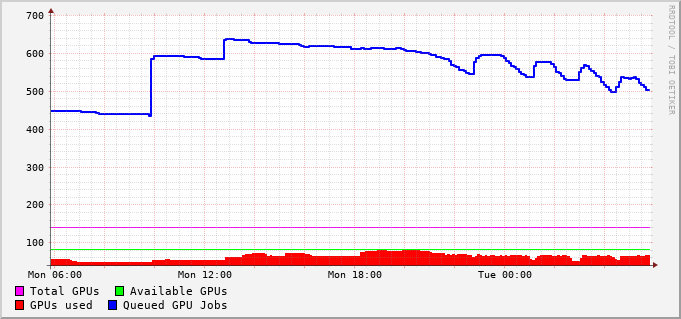 700
600
500
400
300
200
100
Mon 06:00 Mon 12:00 Mon 18:00 Tue 00:00
Total GPUs Available GPUs
GPUs used Queued GPU Jobs
RRDTOOL / TOBI OETIKER